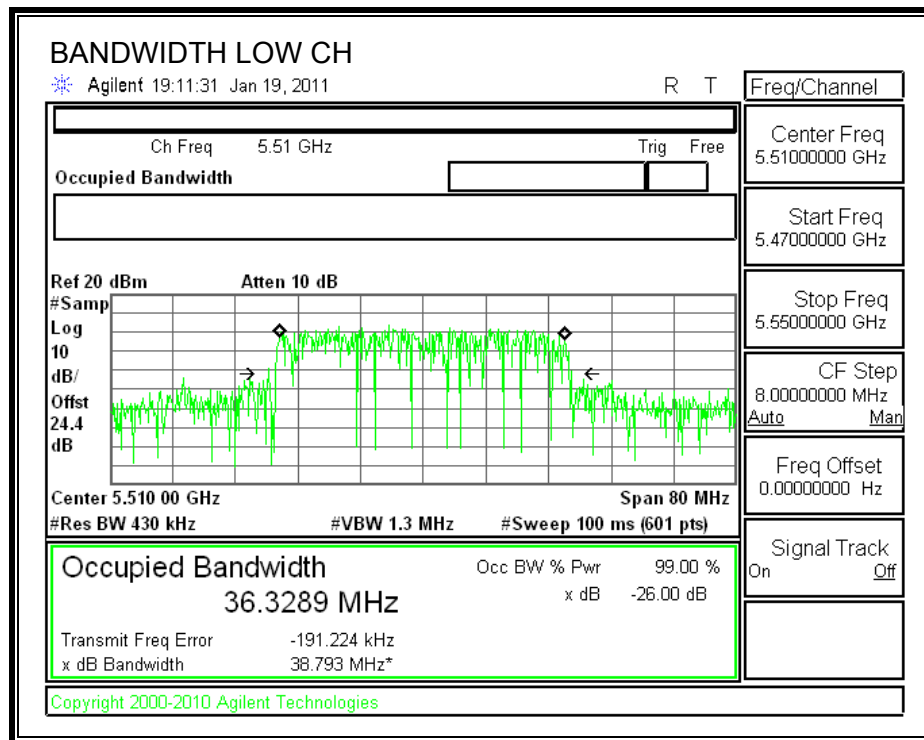 BANDWIDTH LOW CH
Agilent 19:11:31 Jan 19, 2011 R T
Ch Freq 5.51 GHz Trig Free
Occupied Bandwidth
Ref 20 dBm Atten 10 dB
#Samp
Log
10
dB/
Offst
24.4
dB
Center 5.510 00 GHz Span 80 MHz
#Res BW 430 kHz #VBW 1.3 MHz #Sweep 100 ms (601 pts)
Occupied Bandwidth Occ BW % Pwr 99.00 %
36.3289 MHz x dB -26.00 dB
Transmit Freq Error -191.224 kHz
x dB Bandwidth 38.793 MHz*
Copyright 2000-2010 Agilent Technologies
Freq/Channel
Center Freq
5.51000000 GHz
Start Freq
5.47000000 GHz
Stop Freq
5.55000000 GHz
CF Step
8.00000000 MHz
Auto Man
Freq Offset
0.00000000 Hz
Signal Track
On Off